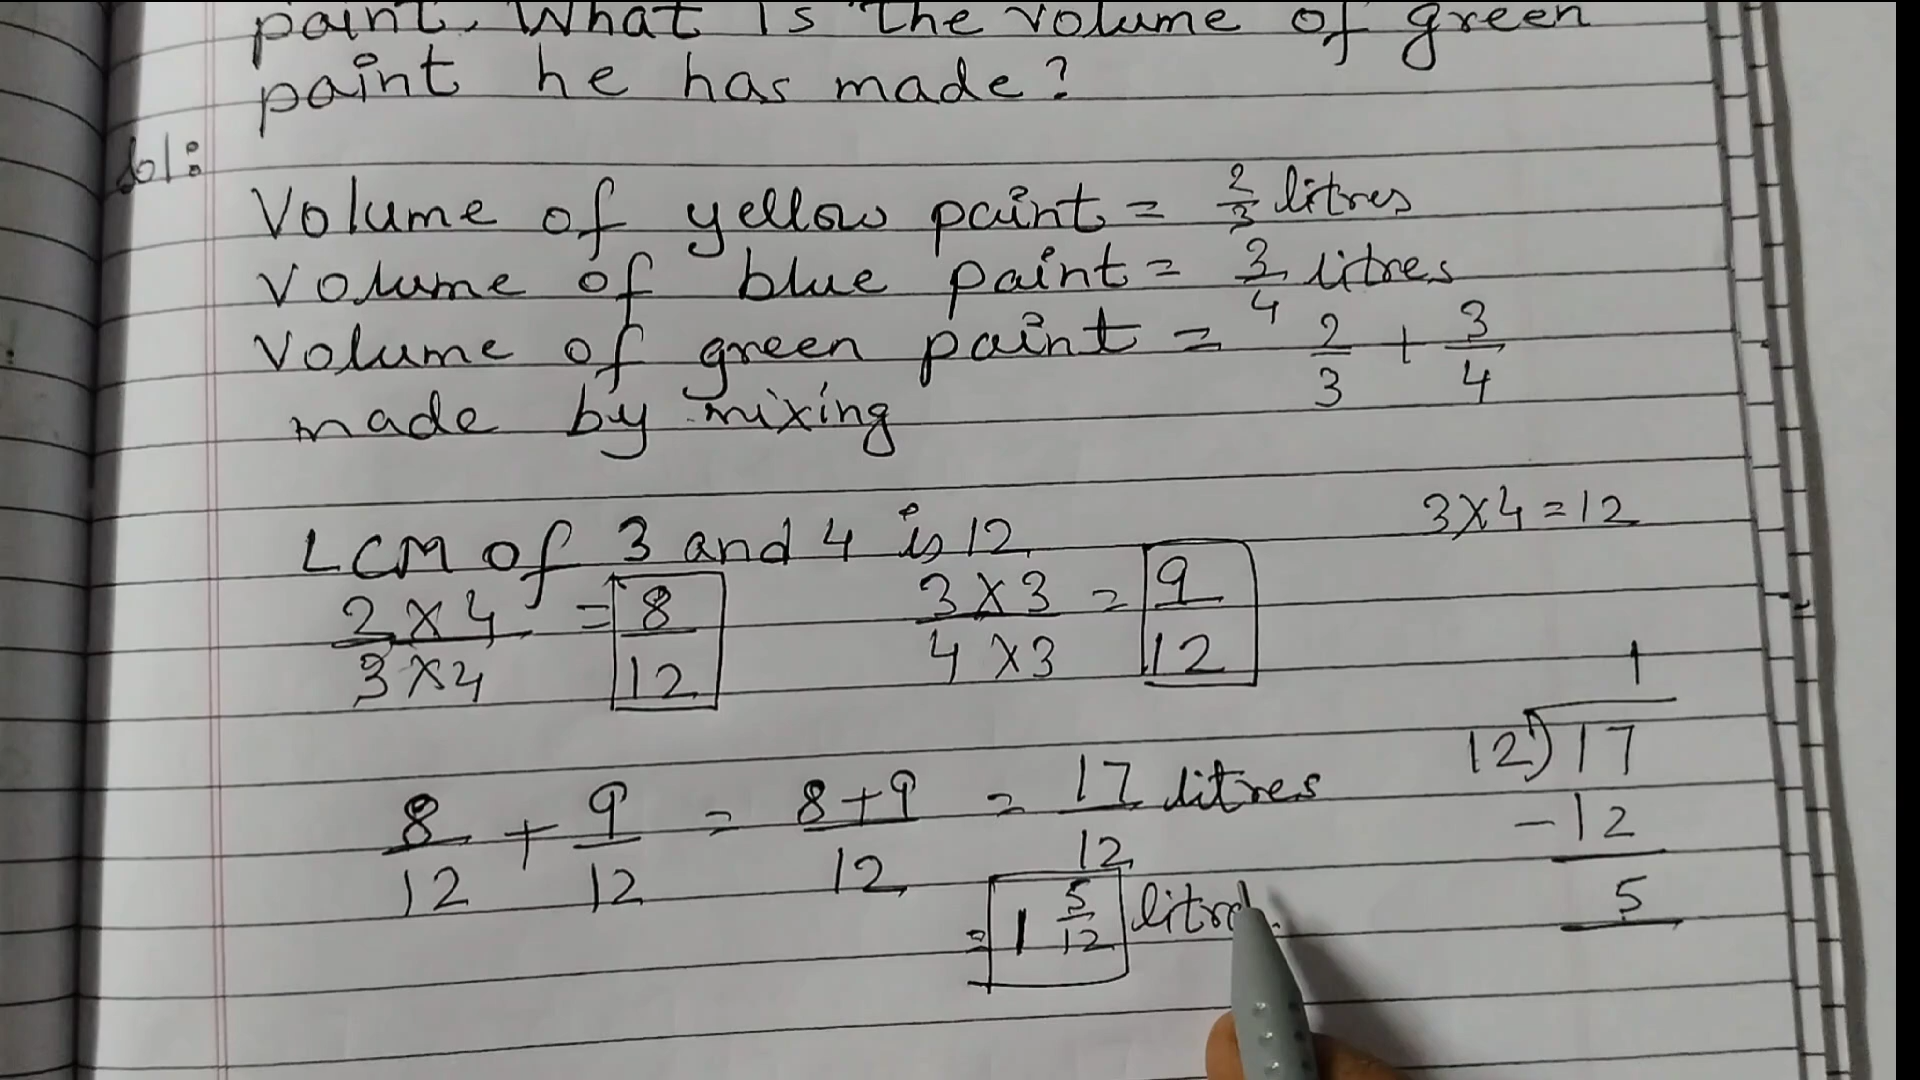 paint. What is the volume of green
paint he has made?
Sol:
Volume of yellow paint = 2/3 litres
Volume of blue paint = 3/4 litres
Volume of green paint = 2/3 + 3/4
made by mixing
LCM of 3 and 4 is 12
3×4=12
2×4/3×4 = 8/12
3×3/4×3 = 9/12
8/12 + 9/12 = 8+9/12 = 17/12 litres
= 1 5/12
1
12)17
-12
5